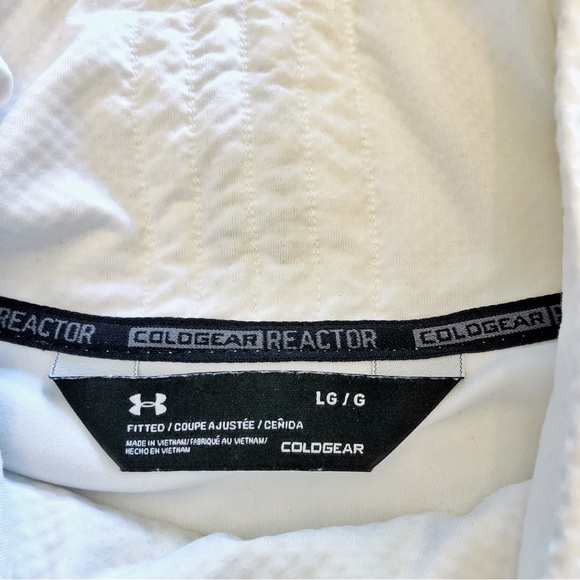 REACTOR COLDGEAR REACTOR COLDGEAR
LG / G
FITTED / COUPE AJUSTÉE / CEÑIDA
MADE IN VIETNAM/FABRIQUÉ AU VIETNAM/
HECHO EN VIETNAM
COLDGEAR